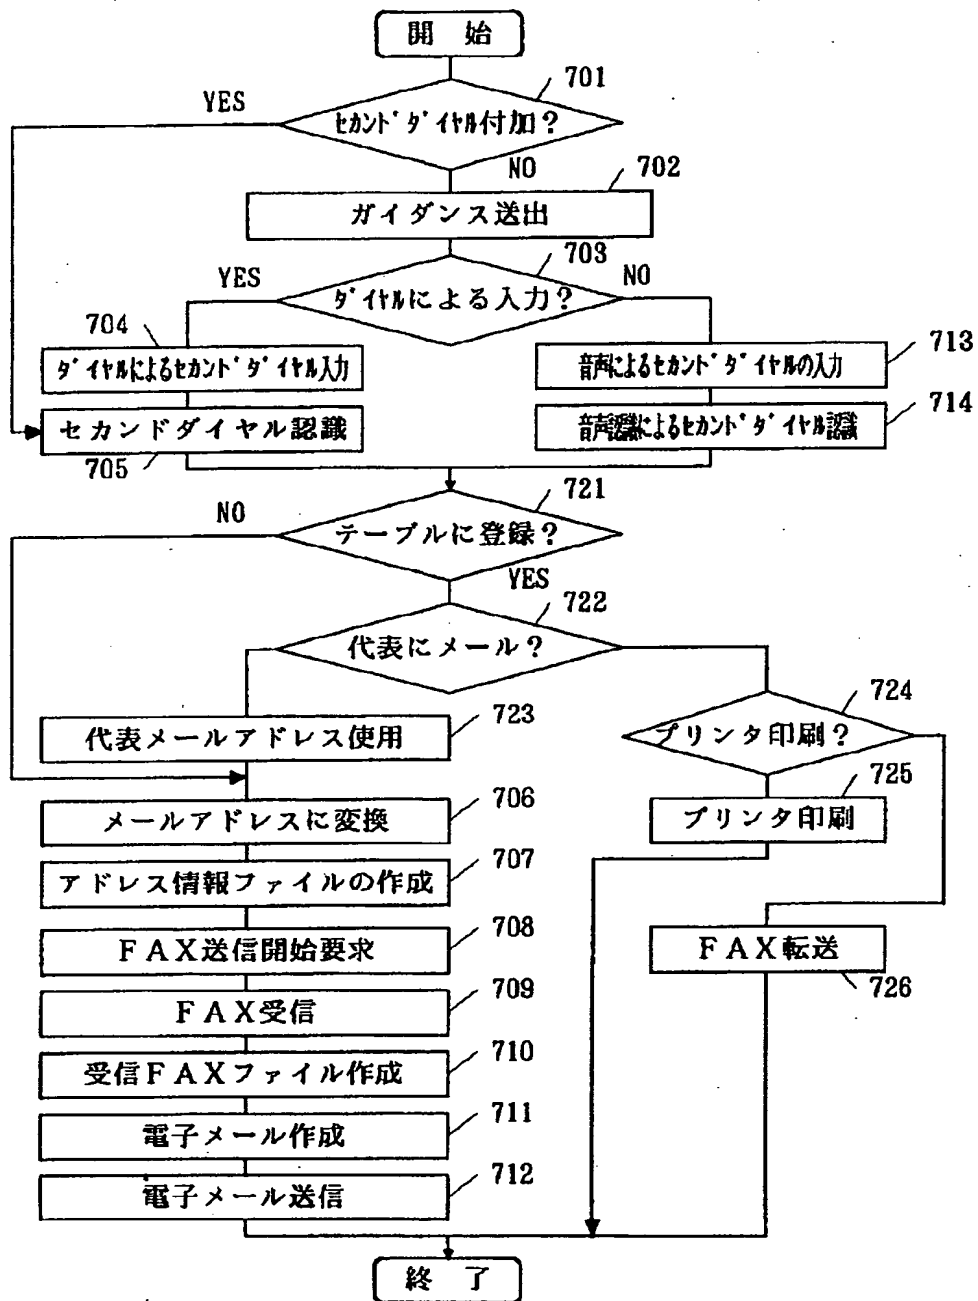 開 始
701
YES
セカンドダイヤル付加?
NO
702
ガイダンス送出
703
YES
NO
ダイヤルによる入力?
704
ダイヤルによるセカンドダイヤル入力
音声によるセカンドダイヤルの入力
713
セカンドダイヤル認識
音声認識によるセカンドダイヤル認識
714
705
721
NO
テーブルに登録?
YES
722
代表にメール?
723
代表メールアドレス使用
724
プリンタ印刷?
706
メールアドレスに変換
725
プリンタ印刷
707
アドレス情報ファイルの作成
708
FAX送信開始要求
FAX転送
726
709
FAX受信
710
受信FAXファイル作成
711
電子メール作成
712
電子メール送信
終 了